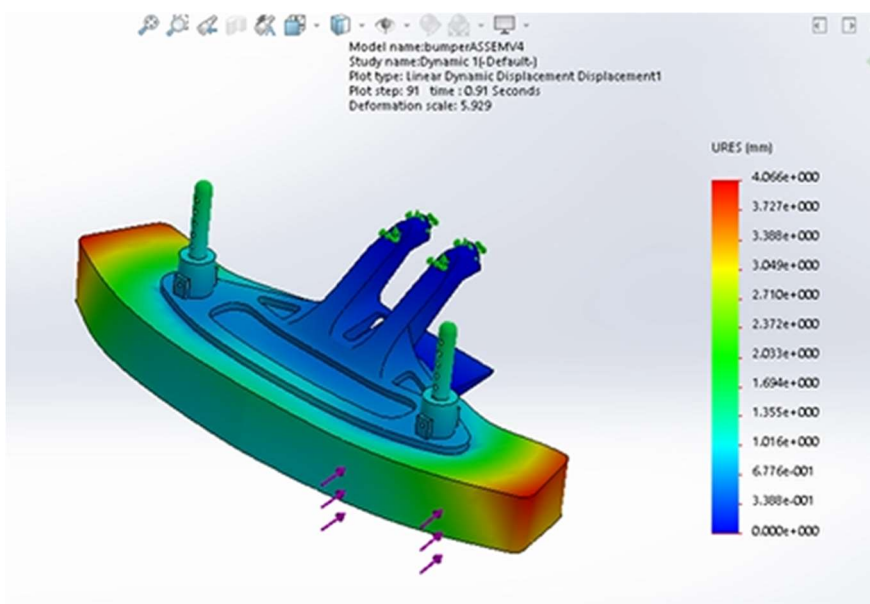 Model name:bumperASSEMV4
Study name:Dynamic 1(-Default-)
Plot type: Linear Dynamic Displacement Displacement1
Plot step: 91 time : 0.91 Seconds
Deformation scale: 5.929
URES (mm)
4.066e+000
3.727e+000
3.388e+000
3.049e+000
2.710e+000
2.372e+000
2.033e+000
1.694e+000
1.355e+000
1.016e+000
6.776e-001
3.388e-001
0.000e+000